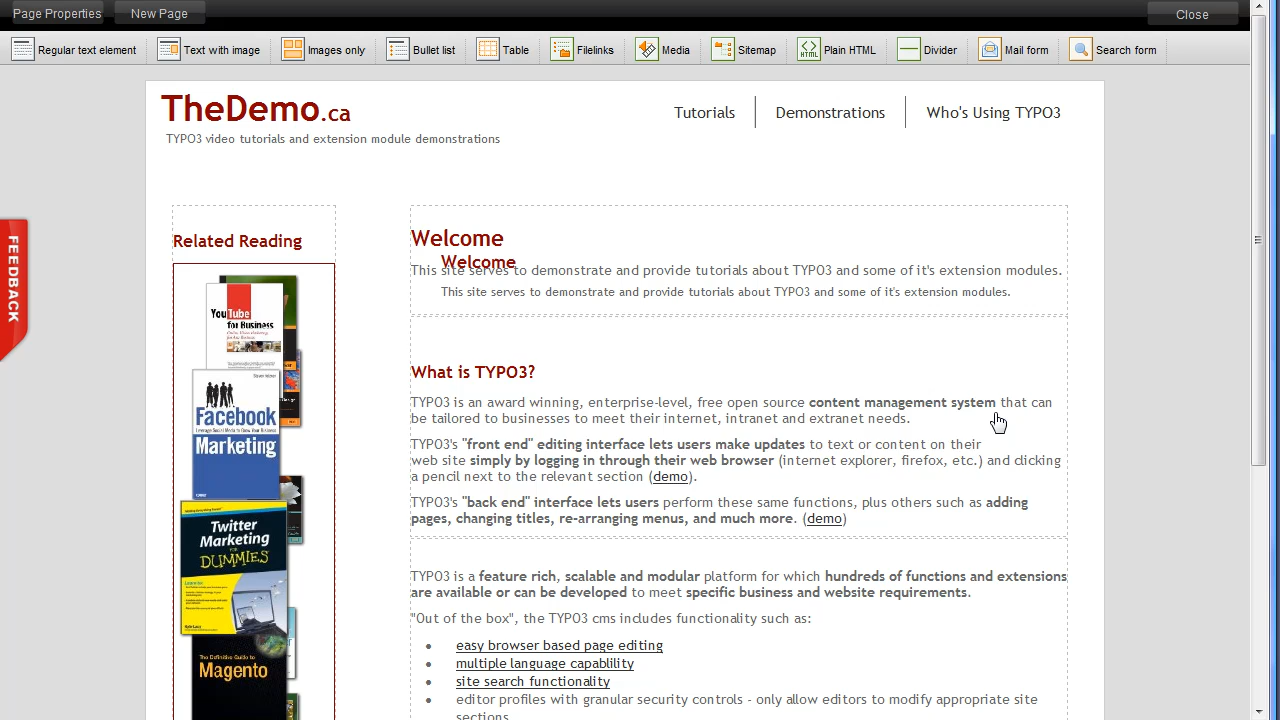 Page Properties
New Page
Close
Regular text element
Text with image
Images only
Bullet list
Table
Filelinks
Media
Sitemap
Plain HTML
Divider
Mail form
Search form
TheDemo.ca
TYPO3 video tutorials and extension module demonstrations
Tutorials
Demonstrations
Who's Using TYPO3
FEEDBACK
Related Reading
You Tube
for Business
Facebook
Marketing
Twitter
Marketing
FOR
DUMMIES
The Definitive Guide to
Magento
Welcome
Welcome
This site serves to demonstrate and provide tutorials about TYPO3 and some of it's extension modules.
This site serves to demonstrate and provide tutorials about TYPO3 and some of it's extension modules.
What is TYPO3?
TYPO3 is an award winning, enterprise-level, free open source content management system that can
be tailored to businesses to meet their internet, intranet and extranet needs.
TYPO3's "front end" editing interface lets users make updates to text or content on their
web site simply by logging in through their web browser (internet explorer, firefox, etc.) and clicking
a pencil next to the relevant section (demo).
TYPO3's "back end" interface lets users perform these same functions, plus others such as adding
pages, changing titles, re-arranging menus, and much more. (demo)
TYPO3 is a feature rich, scalable and modular platform for which hundreds of functions and extensions
are available or can be developed to meet specific business and website requirements.
"Out of the box", the TYPO3 cms includes functionality such as:
• easy browser based page editing
• multiple language capablility
• site search functionality
• editor profiles with granular security controls - only allow editors to modify appropriate site
sections